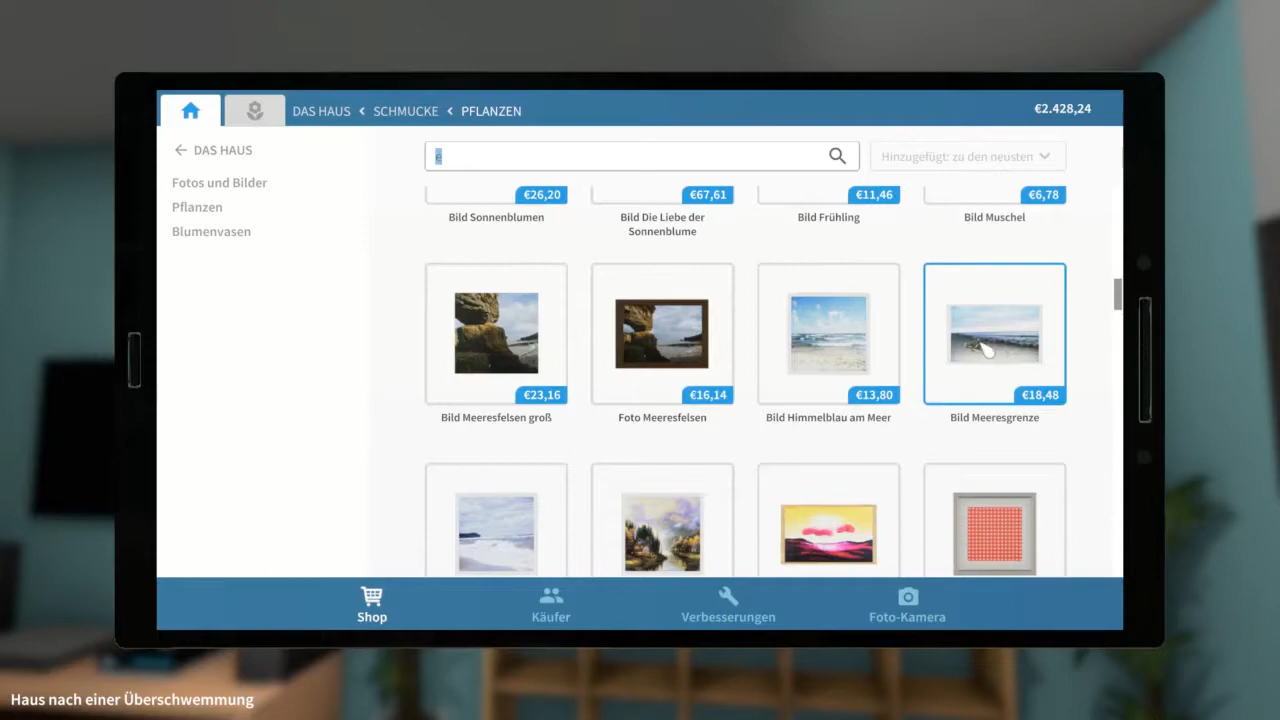 DAS HAUS < SCHMUCKE < PFLANZEN
€2.428,24
DAS HAUS
Fotos und Bilder
Pflanzen
Blumenvasen
e
Hinzugefügt: zu den neusten
€26,20
€67,61
€11,46
€6,78
Bild Sonnenblumen
Bild Die Liebe der
Sonnenblume
Bild Frühling
Bild Muschel
€23,16
€16,14
€13,80
€18,48
Bild Meeresfelsen groß
Foto Meeresfelsen
Bild Himmelblau am Meer
Bild Meeresgrenze
Shop
Käufer
Verbesserungen
Foto-Kamera
Haus nach einer Überschwemmung